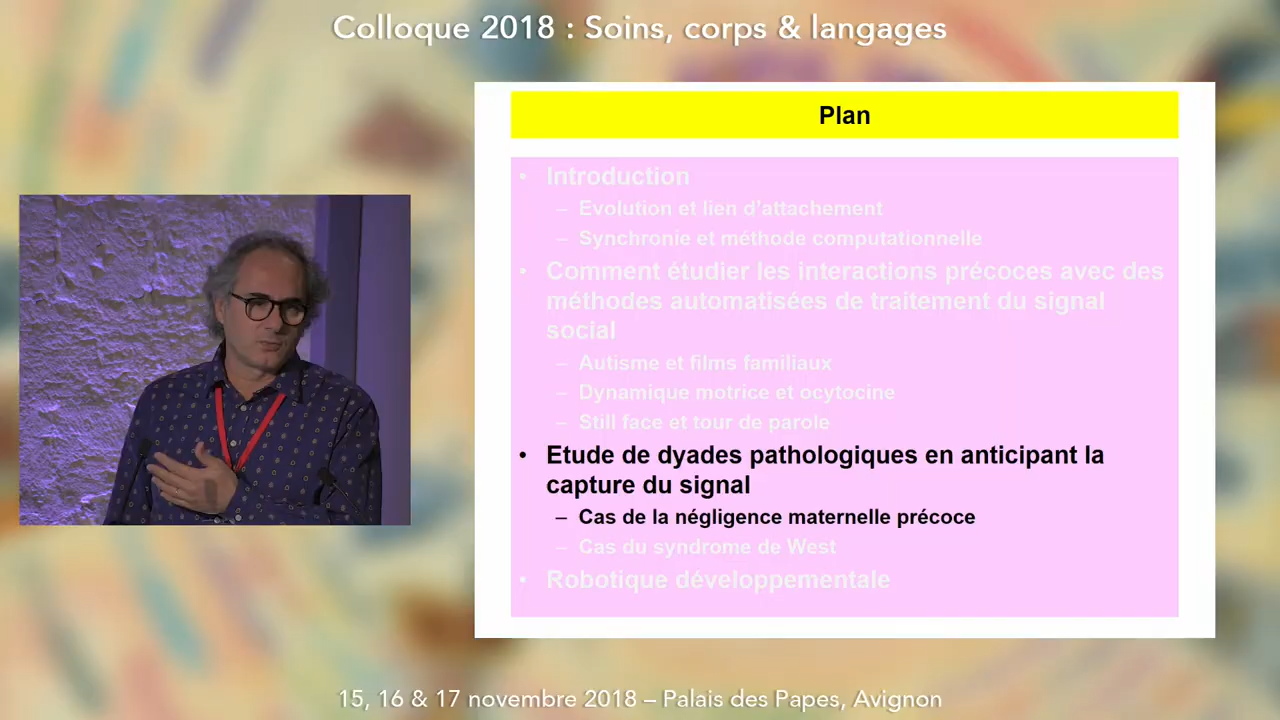 Colloque 2018 : Soins, corps & langages
Plan
• Introduction
– Evolution et lien d'attachement
– Synchronie et méthode computationnelle
• Comment étudier les interactions précoces avec des
méthodes automatisées de traitement du signal
social
– Autisme et films familiaux
– Dynamique motrice et ocytocine
– Still face et tour de parole
• Etude de dyades pathologiques en anticipant la
capture du signal
– Cas de la négligence maternelle précoce
– Cas du syndrome de West
• Robotique développementale
15, 16 & 17 novembre 2018 – Palais des Papes, Avignon